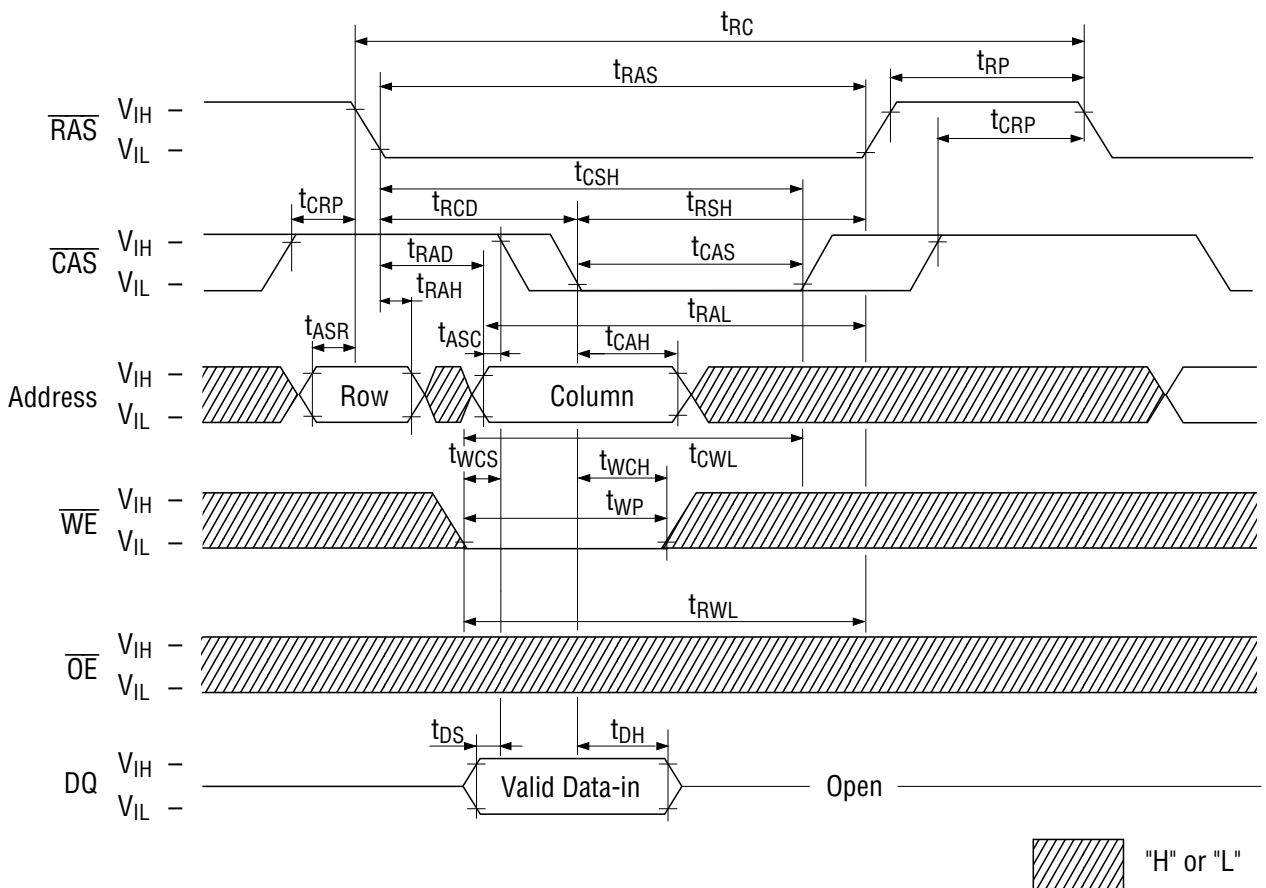 tRC
tRAS
tRP
RAS
VIH –
VIL –
tCRP
tCSH
tCRP
tRCD
tRSH
CAS
VIH –
VIL –
tRAD
tCAS
tRAH
tRAL
tASR
tASC
tCAH
Address
VIH –
VIL –
Row
Column
tCWL
tWCS
tWCH
WE
VIH –
VIL –
tWP
tRWL
OE
VIH –
VIL –
tDS
tDH
DQ
VIH –
VIL –
Valid Data-in
Open
"H" or "L"